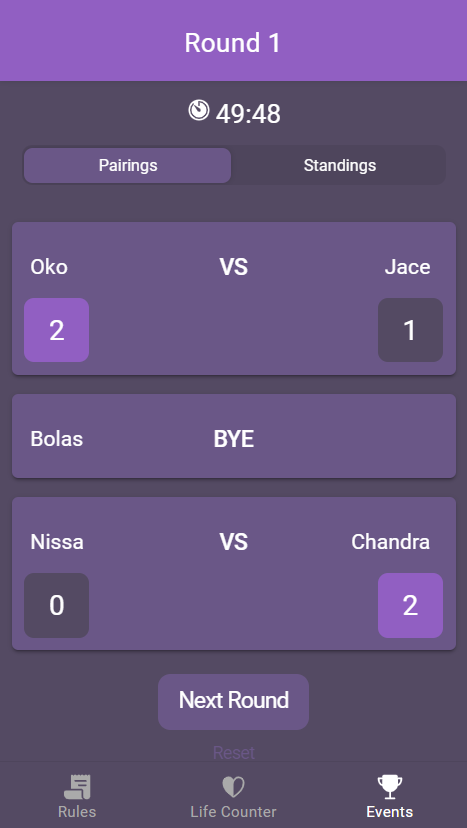 Round 1
49:48
Pairings Standings
Oko VS Jace
2 1
Bolas BYE
Nissa VS Chandra
0 2
Next Round
Reset
Rules Life Counter Events